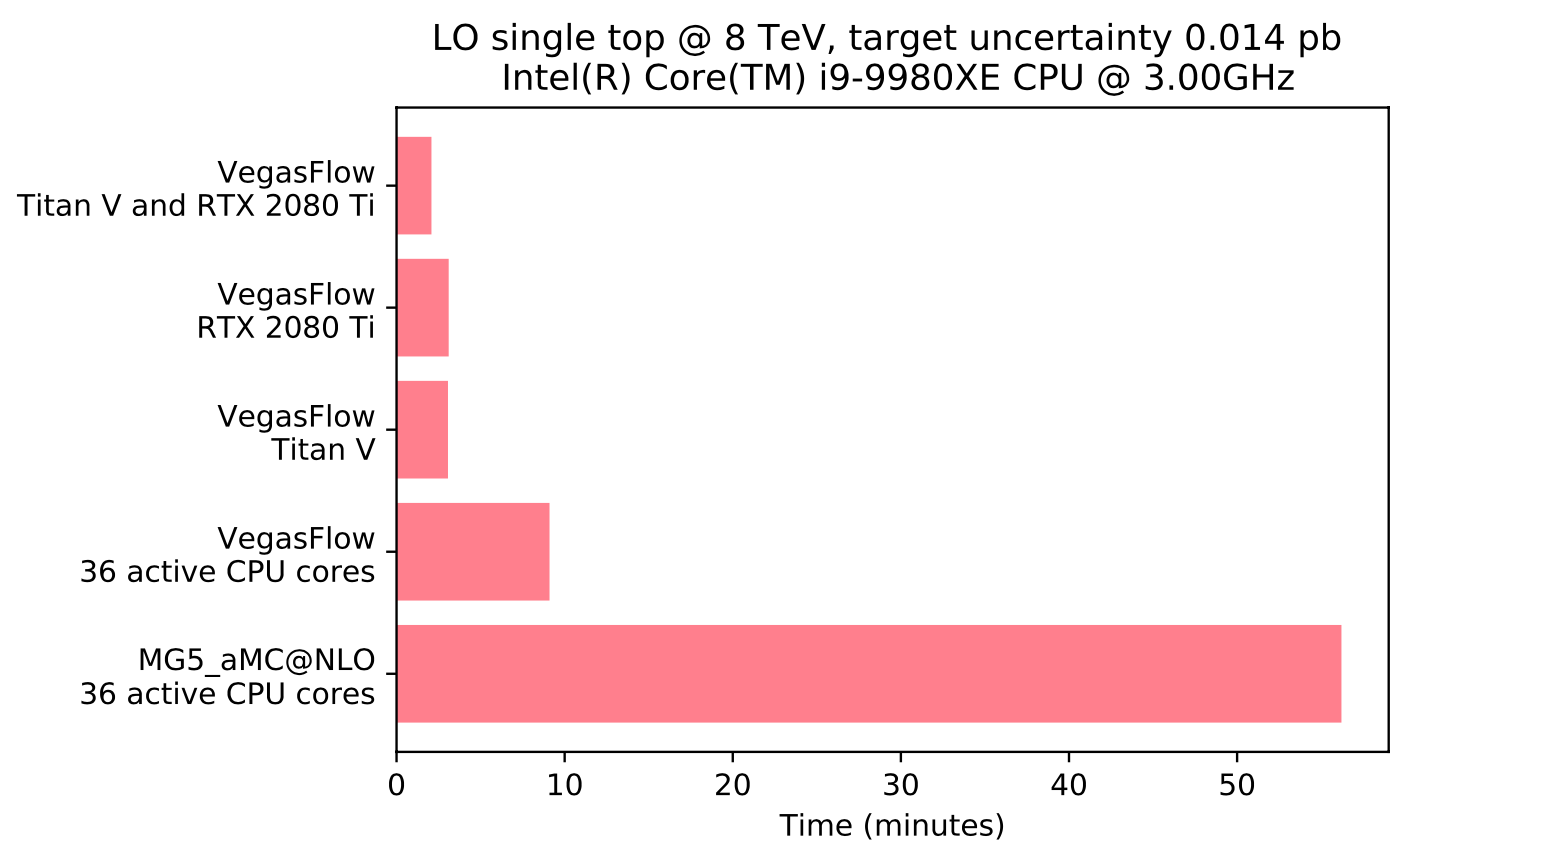 LO single top @ 8 TeV, target uncertainty 0.014 pb
Intel(R) Core(TM) i9-9980XE CPU @ 3.00GHz
VegasFlow
Titan V and RTX 2080 Ti
VegasFlow
RTX 2080 Ti
VegasFlow
Titan V
VegasFlow
36 active CPU cores
MG5_aMC@NLO
36 active CPU cores
0 10 20 30 40 50
Time (minutes)